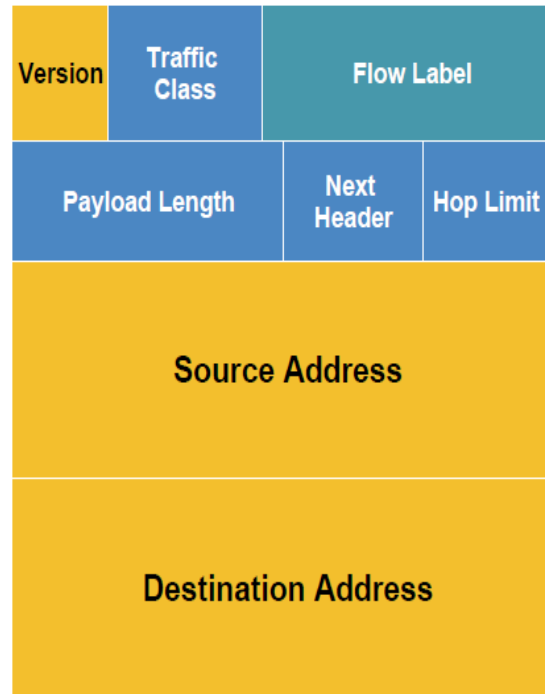 Version
Traffic
Class
Flow Label
Payload Length
Next
Header
Hop Limit
Source Address
Destination Address